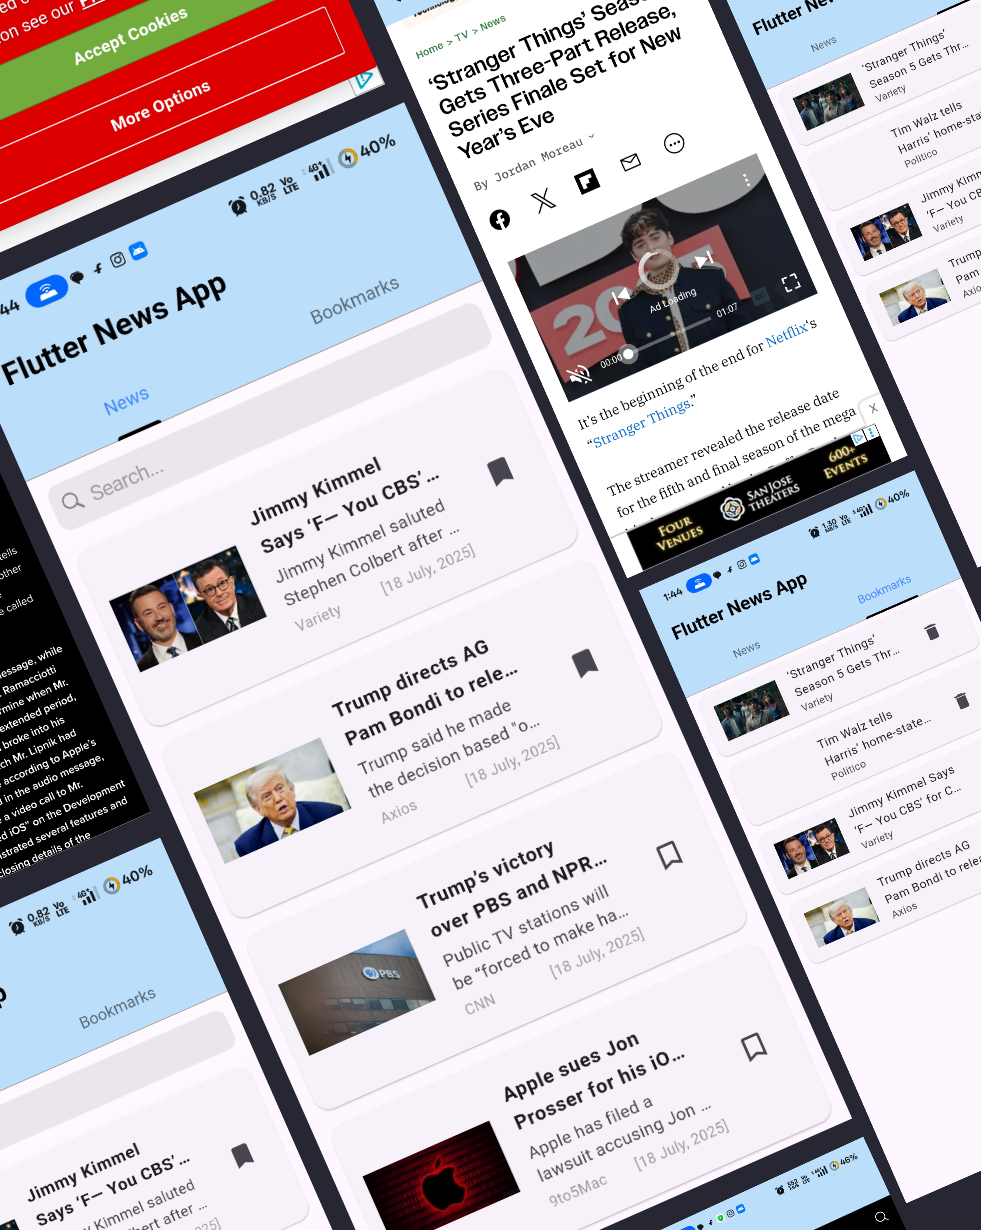 on see our
Accept Cookies
More Options
0.82
KB/S
Vo
LTE
4G+
40%
:44
Flutter News App
News
Bookmarks
Search...
Jimmy Kimmel
Says ‘F— You CBS’ ...
Jimmy Kimmel saluted
Stephen Colbert after ...
Variety
[18 July, 2025]
Trump directs AG
Pam Bondi to rele...
Trump said he made
the decision based "o...
Axios
[18 July, 2025]
Trump's victory
over PBS and NPR...
Public TV stations will
be “forced to make ha...
CNN
[18 July, 2025]
PBS
Apple sues Jon
Prosser for his iO...
Apple has filed a
lawsuit accusing Jon ...
9to5Mac
[18 July, 2025]
Home > TV > News
‘Stranger Things’ Seas
Gets Three-Part Release,
Series Finale Set for New
Year’s Eve
By Jordan Moreau
20
Ad Loading
00:00
01:07
It’s the beginning of the end for Netflix‘s
“Stranger Things.”
The streamer revealed the release date
for the fifth and final season of the mega
X
FOUR
VENUES
SAN JOSE
THEATERS
600+
EVENTS
Flutter New
News
‘Stranger Things’
Season 5 Gets Thr...
Variety
Tim Walz tells
Harris’ home-sta
Politico
Jimmy Kimm
‘F— You CB
Variety
Trump
Pam
Axio
1:44
1.30
KB/S
Vo
LTE
40%
Flutter News App
News
Bookmarks
‘Stranger Things’
Season 5 Gets Thr...
Variety
Tim Walz tells
Harris’ home-state...
Politico
Jimmy Kimmel Says
‘F— You CBS’ for C...
Variety
Trump directs AG
Pam Bondi to relea
Axios
tells
other
e called
essage, while
Ramacciotti
rmine when Mr.
extended period,
broke into his
ch Mr. Lipnik had
according to Apple’s
d in the audio message,
e a video call to Mr.
d iOS” on the Development
strated several features and
closing details of the
0.82
KB/S
Vo
LTE
4G+
40%
p
Bookmarks
Jimmy Kimmel
Says ‘F— You CBS’ ...
y Kimmel saluted
lbert after ...
2025]
46%